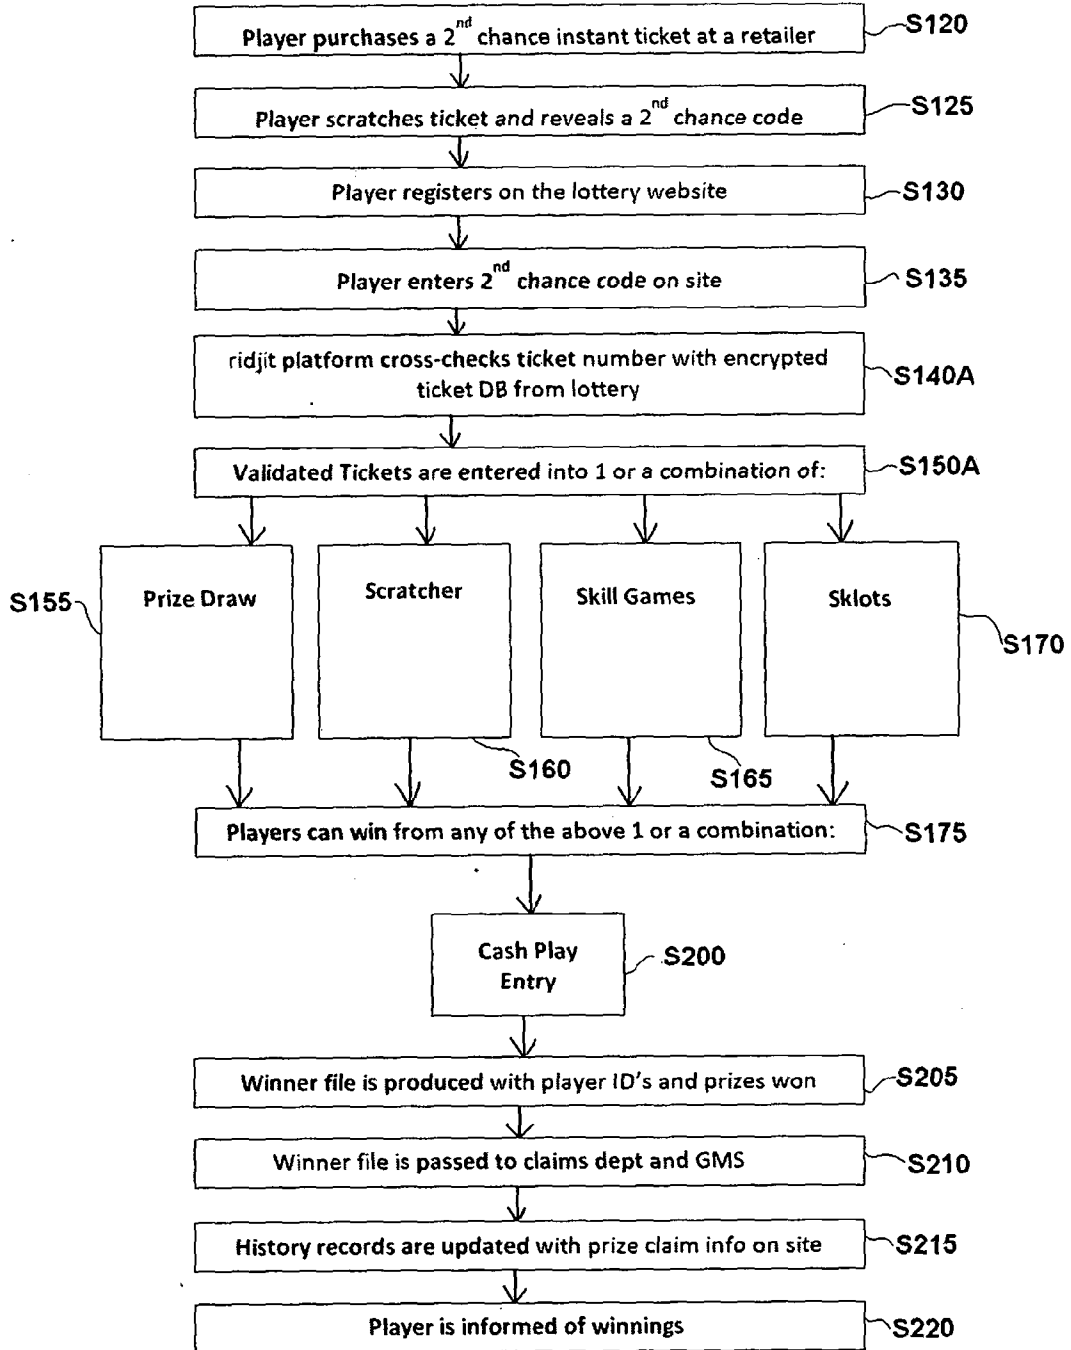 Player purchases a 2nd chance instant ticket at a retailer
S120
Player scratches ticket and reveals a 2nd chance code
S125
Player registers on the lottery website
S130
Player enters 2nd chance code on site
S135
ridjit platform cross-checks ticket number with encrypted
ticket DB from lottery
S140A
Validated Tickets are entered into 1 or a combination of:
S150A
S155
Prize Draw
Scratcher
Skill Games
Sklots
S170
S160
S165
Players can win from any of the above 1 or a combination:
S175
Cash Play
Entry
S200
Winner file is produced with player ID's and prizes won
S205
Winner file is passed to claims dept and GMS
S210
History records are updated with prize claim info on site
S215
Player is informed of winnings
S220